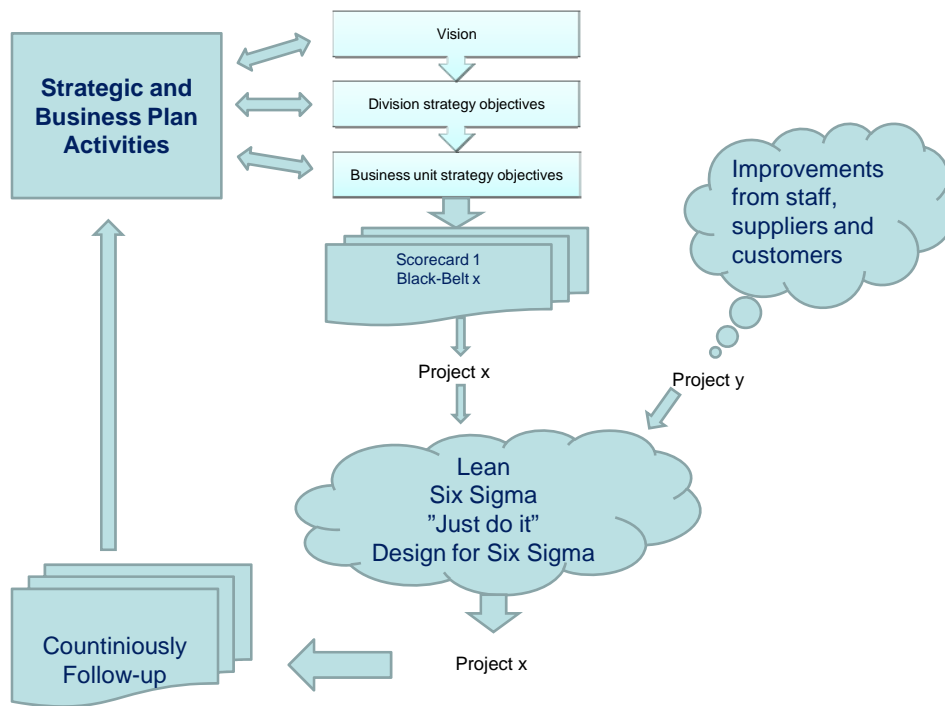 Strategic and
Business Plan
Activities
Vision
Division strategy objectives
Business unit strategy objectives
Scorecard 1
Black-Belt x
Improvements
from staff,
suppliers and
customers
Project x
Project y
Lean
Six Sigma
”Just do it”
Design for Six Sigma
Project x
Countiniously
Follow-up